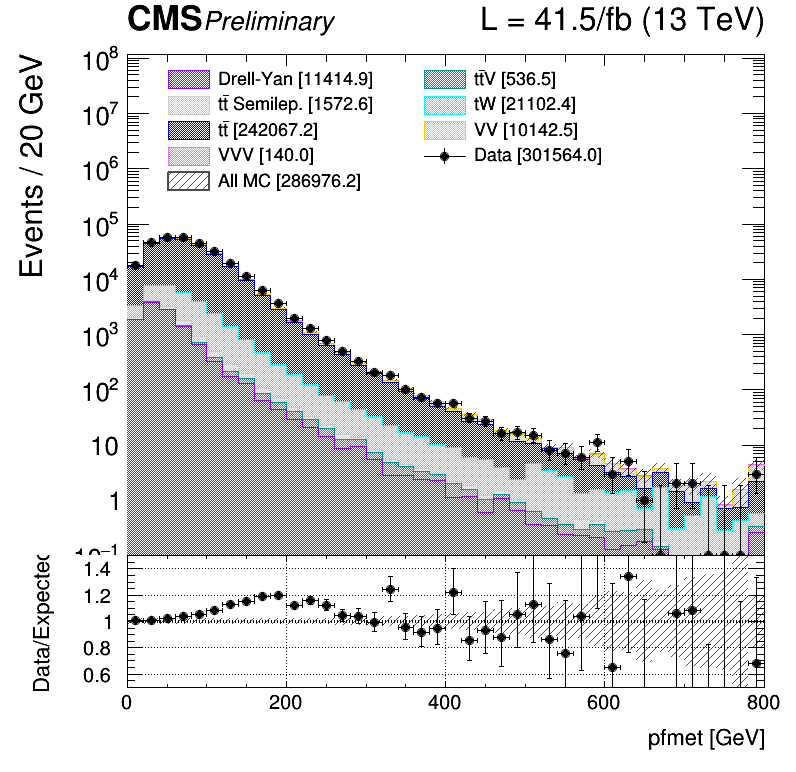 CMS Preliminary L = 41.5/fb (13 TeV)
Events / 20 GeV
10⁸
10⁷
10⁶
10⁵
10⁴
10³
10²
10
1
10⁻¹
Drell-Yan [11414.9]
tt̄ Semilep. [1572.6]
tt̄ [242067.2]
VVV [140.0]
All MC [286976.2]
tt̄V [536.5]
tW [21102.4]
VV [10142.5]
Data [301564.0]
Data/Expected
1.4
1.2
1
0.8
0.6
0 200 400 600 800
pfmet [GeV]